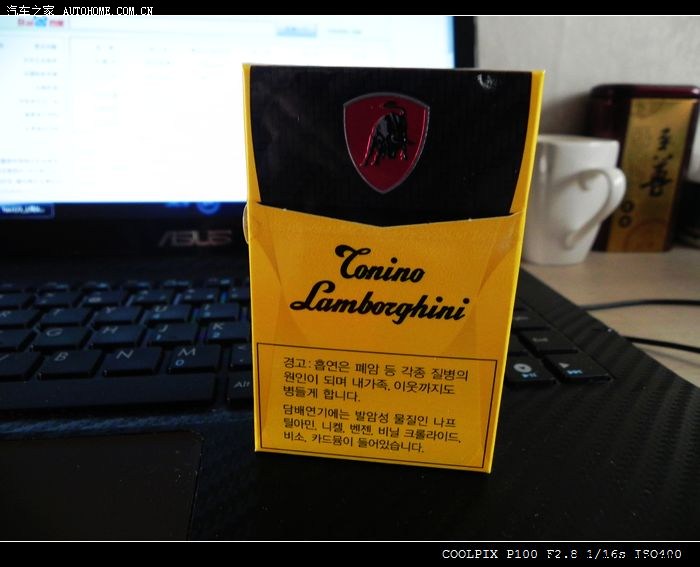 汽车之家 AUTOHOME.COM.CN
ASUS
Tonino
Lamborghini
경고: 흡연은 폐암 등 각종 질병의
원인이 되며 내가족, 이웃까지도
병들게 합니다.
담배연기에는 발암성 물질인 나프
틸아민, 니켈, 벤젠, 비닐 크롤라이드,
비소, 카드뮴이 들어있습니다.
COOLPIX P100 F2.8 1/16s ISO400